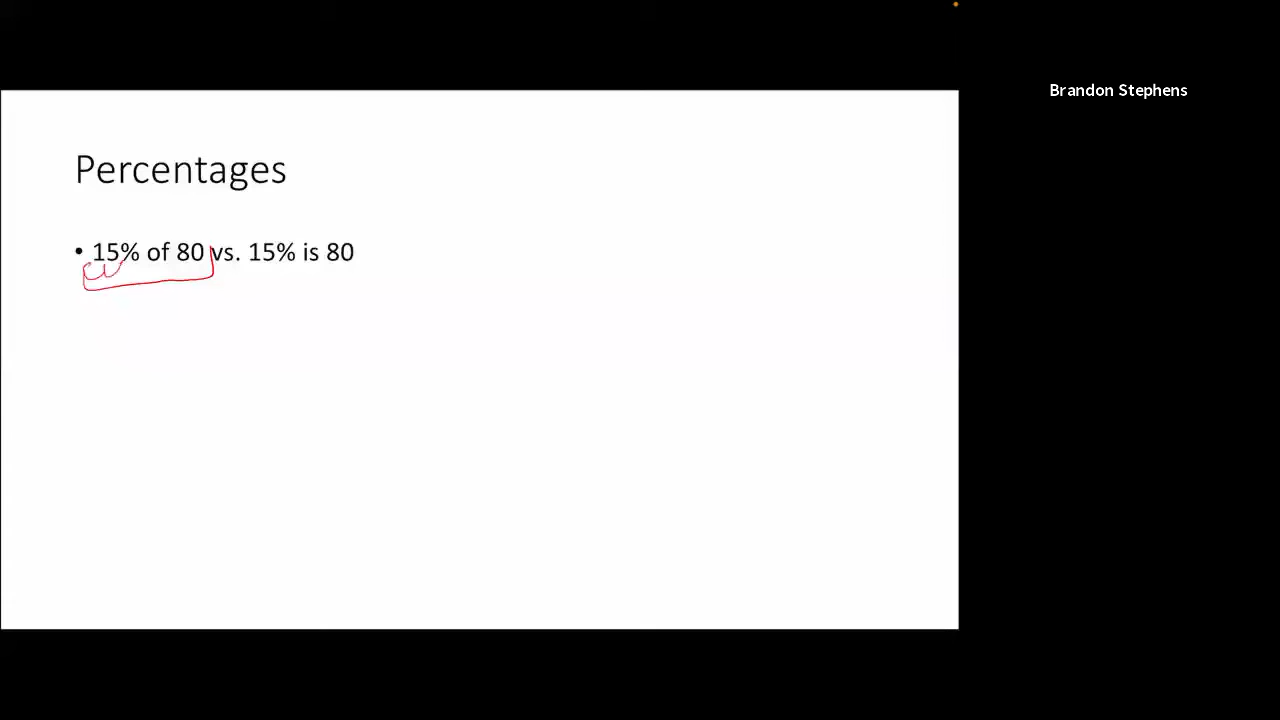 Brandon Stephens
Percentages
• 15% of 80 vs. 15% is 80